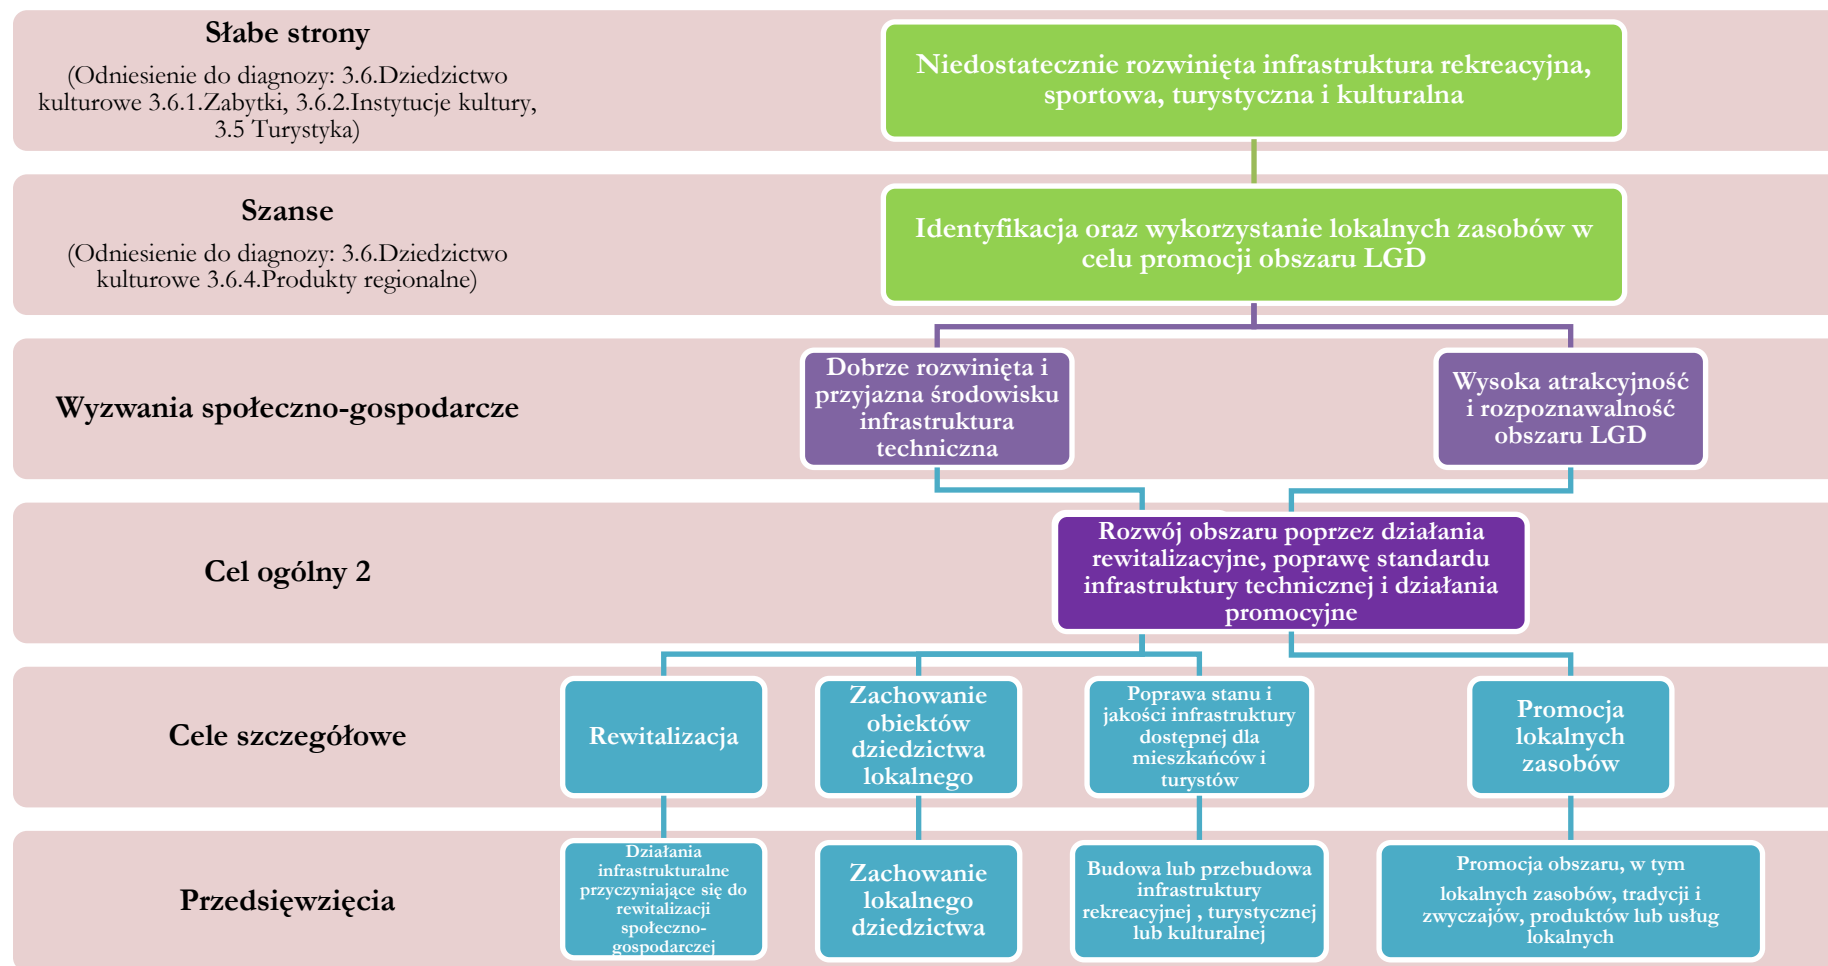 Słabe strony
(Odniesienie do diagnozy: 3.6.Dziedzictwo
kulturowe 3.6.1.Zabytki, 3.6.2.Instytucje kultury,
3.5 Turystyka)
Niedostatecznie rozwinięta infrastruktura rekreacyjna,
sportowa, turystyczna i kulturalna
Szanse
(Odniesienie do diagnozy: 3.6.Dziedzictwo
kulturowe 3.6.4.Produkty regionalne)
Identyfikacja oraz wykorzystanie lokalnych zasobów w
celu promocji obszaru LGD
Wyzwania społeczno-gospodarcze
Dobrze rozwinięta i
przyjazna środowisku
infrastruktura
techniczna
Wysoka atrakcyjność
i rozpoznawalność
obszaru LGD
Cel ogólny 2
Rozwój obszaru poprzez działania
rewitalizacyjne, poprawę standardu
infrastruktury technicznej i działania
promocyjne
Cele szczegółowe
Rewitalizacja
Zachowanie
obiektów
dziedzictwa
lokalnego
Poprawa stanu i
jakości infrastruktury
dostępnej dla
mieszkańców i
turystów
Promocja
lokalnych
zasobów
Przedsięwzięcia
Działania
infrastrukturalne
przyczyniające się do
rewitalizacji
społeczno-
gospodarczej
Zachowanie
lokalnego
dziedzictwa
Budowa lub przebudowa
infrastruktury
rekreacyjnej , turystycznej
lub kulturalnej
Promocja obszaru, w tym
lokalnych zasobów, tradycji i
zwyczajów, produktów lub usług
lokalnych